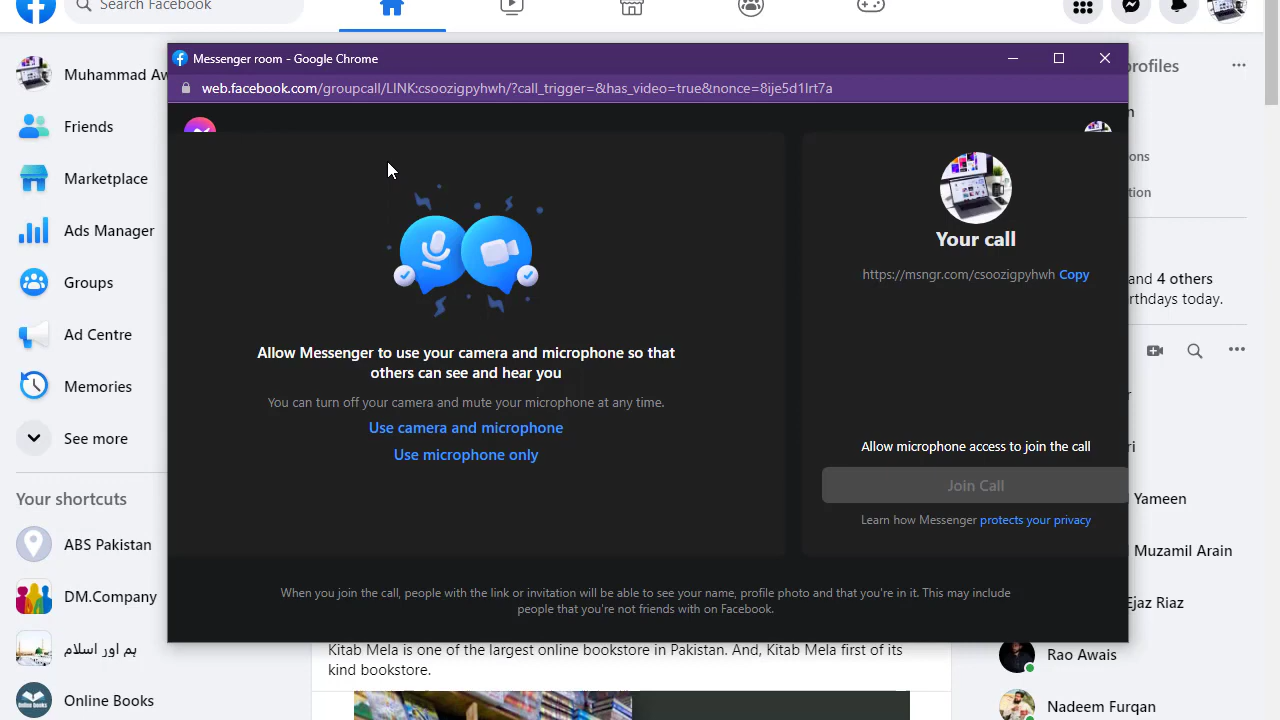 Search Facebook
Muhammad Aw
Friends
Marketplace
Ads Manager
Groups
Ad Centre
Memories
See more
Your shortcuts
ABS Pakistan
DM.Company
ہم اور اسلام
Online Books
Messenger room - Google Chrome
web.facebook.com/groupcall/LINK:csoozigpyhwh/?call_trigger=&has_video=true&nonce=8ije5d1lrt7a
Allow Messenger to use your camera and microphone so that
others can see and hear you
You can turn off your camera and mute your microphone at any time.
Use camera and microphone
Use microphone only
Your call
https://msngr.com/csoozigpyhwh Copy
Allow microphone access to join the call
Join Call
Learn how Messenger protects your privacy
When you join the call, people with the link or invitation will be able to see your name, profile photo and that you're in it. This may include
people that you're not friends with on Facebook.
Kitab Mela is one of the largest online bookstore in Pakistan. And, Kitab Mela first of its
kind bookstore.
profiles
ons
tion
and 4 others
rthdays today.
Yameen
Muzamil Arain
Ejaz Riaz
Rao Awais
Nadeem Furqan